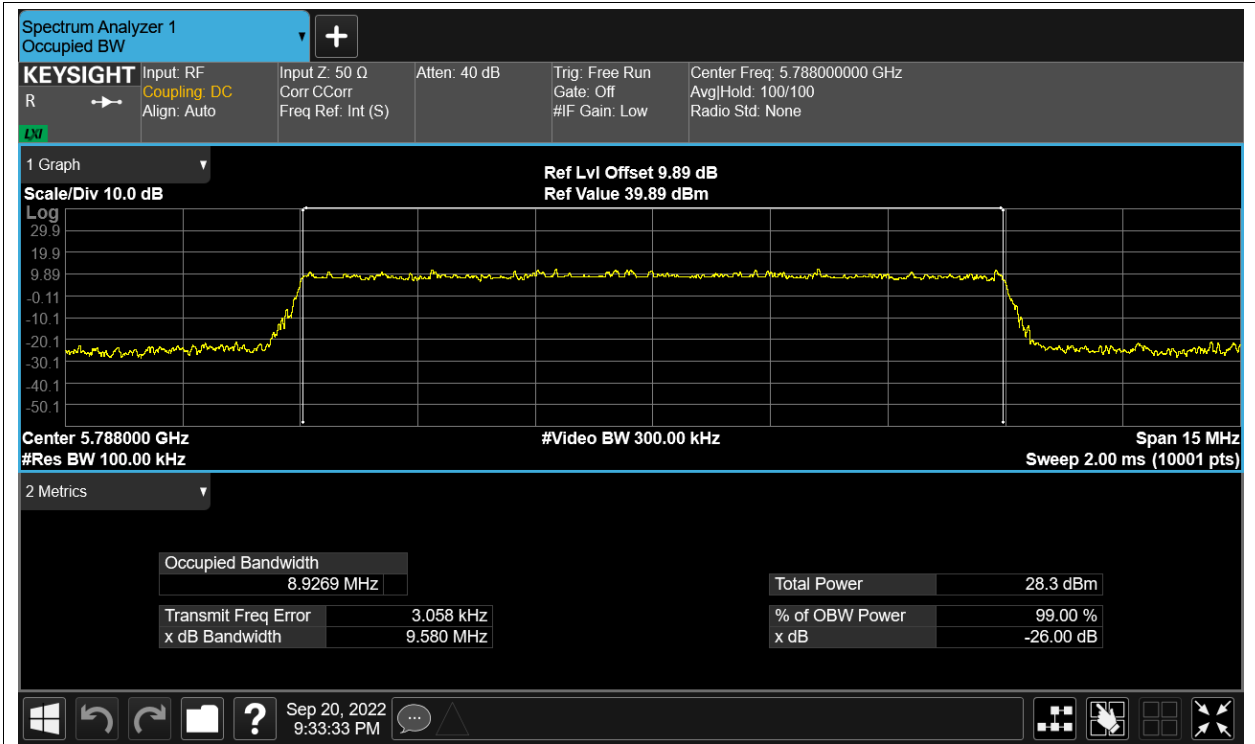 Spectrum Analyzer 1
Occupied BW
KEYSIGHT
R
LXI
Input: RF
Coupling: DC
Align: Auto
Input Z: 50 Ω
Corr CCorr
Freq Ref: Int (S)
Atten: 40 dB
Trig: Free Run
Gate: Off
#IF Gain: Low
Center Freq: 5.788000000 GHz
Avg|Hold: 100/100
Radio Std: None
1 Graph
Scale/Div 10.0 dB
Ref Lvl Offset 9.89 dB
Ref Value 39.89 dBm
Log
29.9
19.9
9.89
-0.11
-10.1
-20.1
-30.1
-40.1
-50.1
Center 5.788000 GHz
#Video BW 300.00 kHz
Span 15 MHz
#Res BW 100.00 kHz
Sweep 2.00 ms (10001 pts)
2 Metrics
Occupied Bandwidth
8.9269 MHz
Total Power 28.3 dBm
Transmit Freq Error 3.058 kHz
% of OBW Power 99.00 %
x dB Bandwidth 9.580 MHz
x dB -26.00 dB
?
Sep 20, 2022
9:33:33 PM